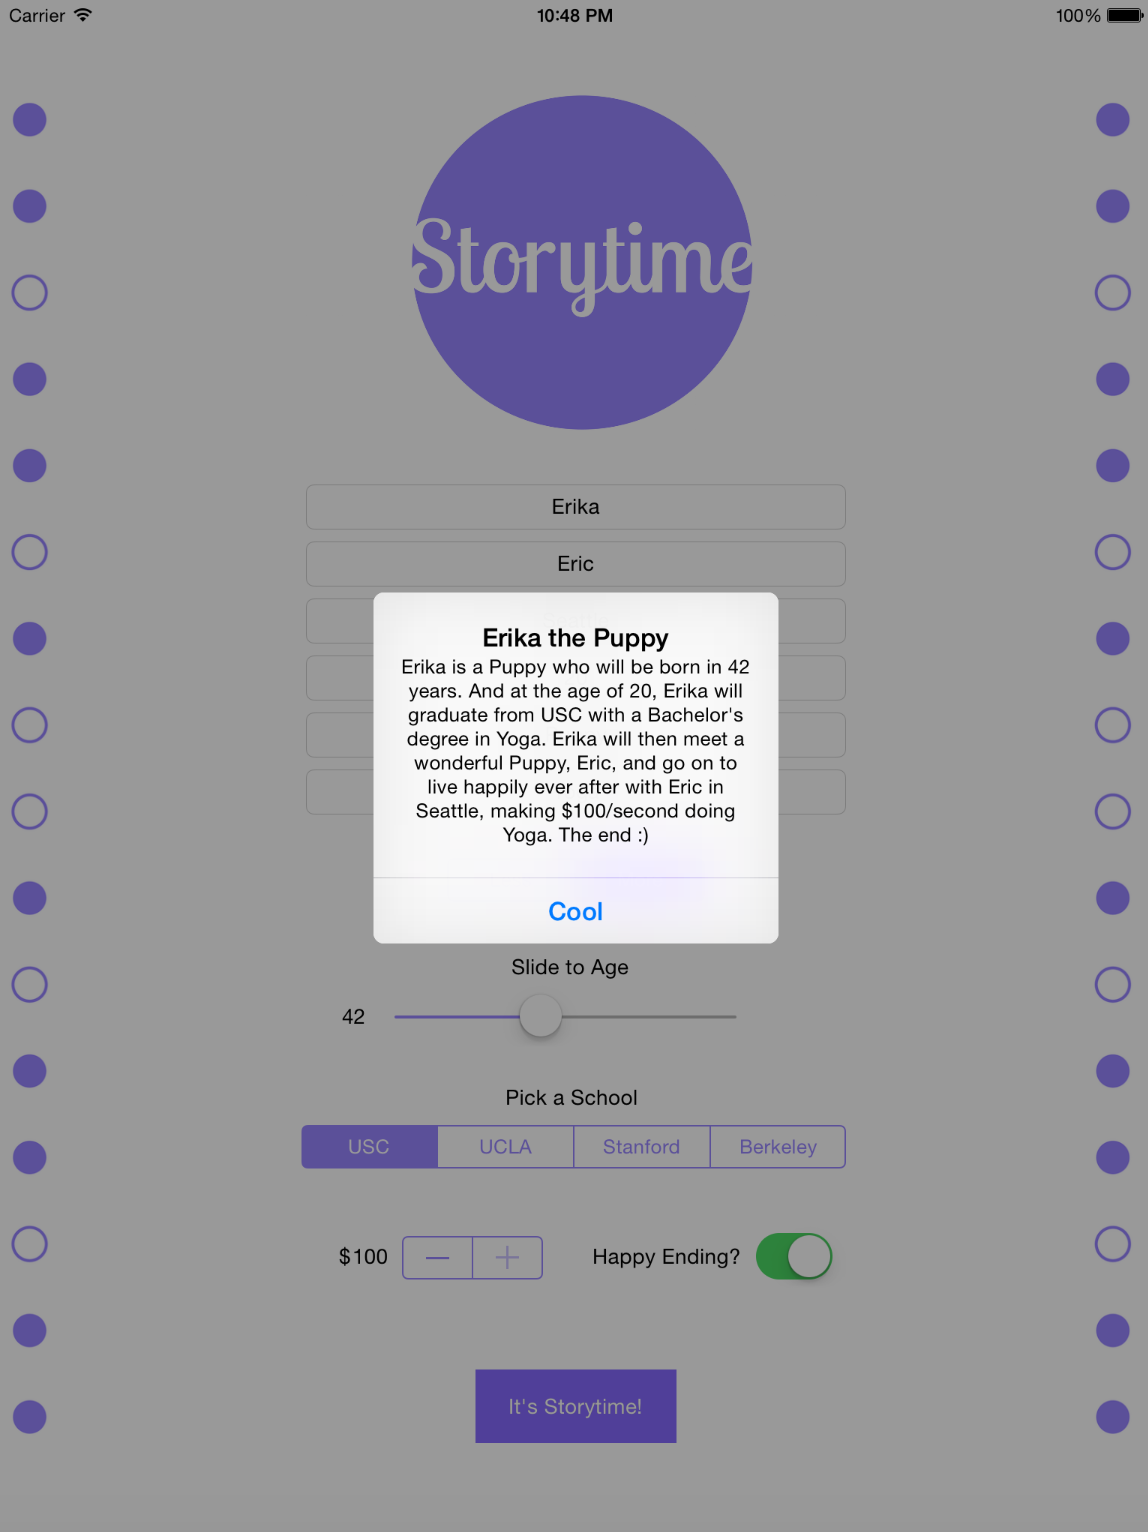 Carrier 10:48 PM 100%
Storytime
Erika
Eric
Erika the Puppy
Erika is a Puppy who will be born in 42
years. And at the age of 20, Erika will
graduate from USC with a Bachelor's
degree in Yoga. Erika will then meet a
wonderful Puppy, Eric, and go on to
live happily ever after with Eric in
Seattle, making $100/second doing
Yoga. The end :)
Cool
Slide to Age
42
Pick a School
USC UCLA Stanford Berkeley
$100 — + Happy Ending?
It's Storytime!